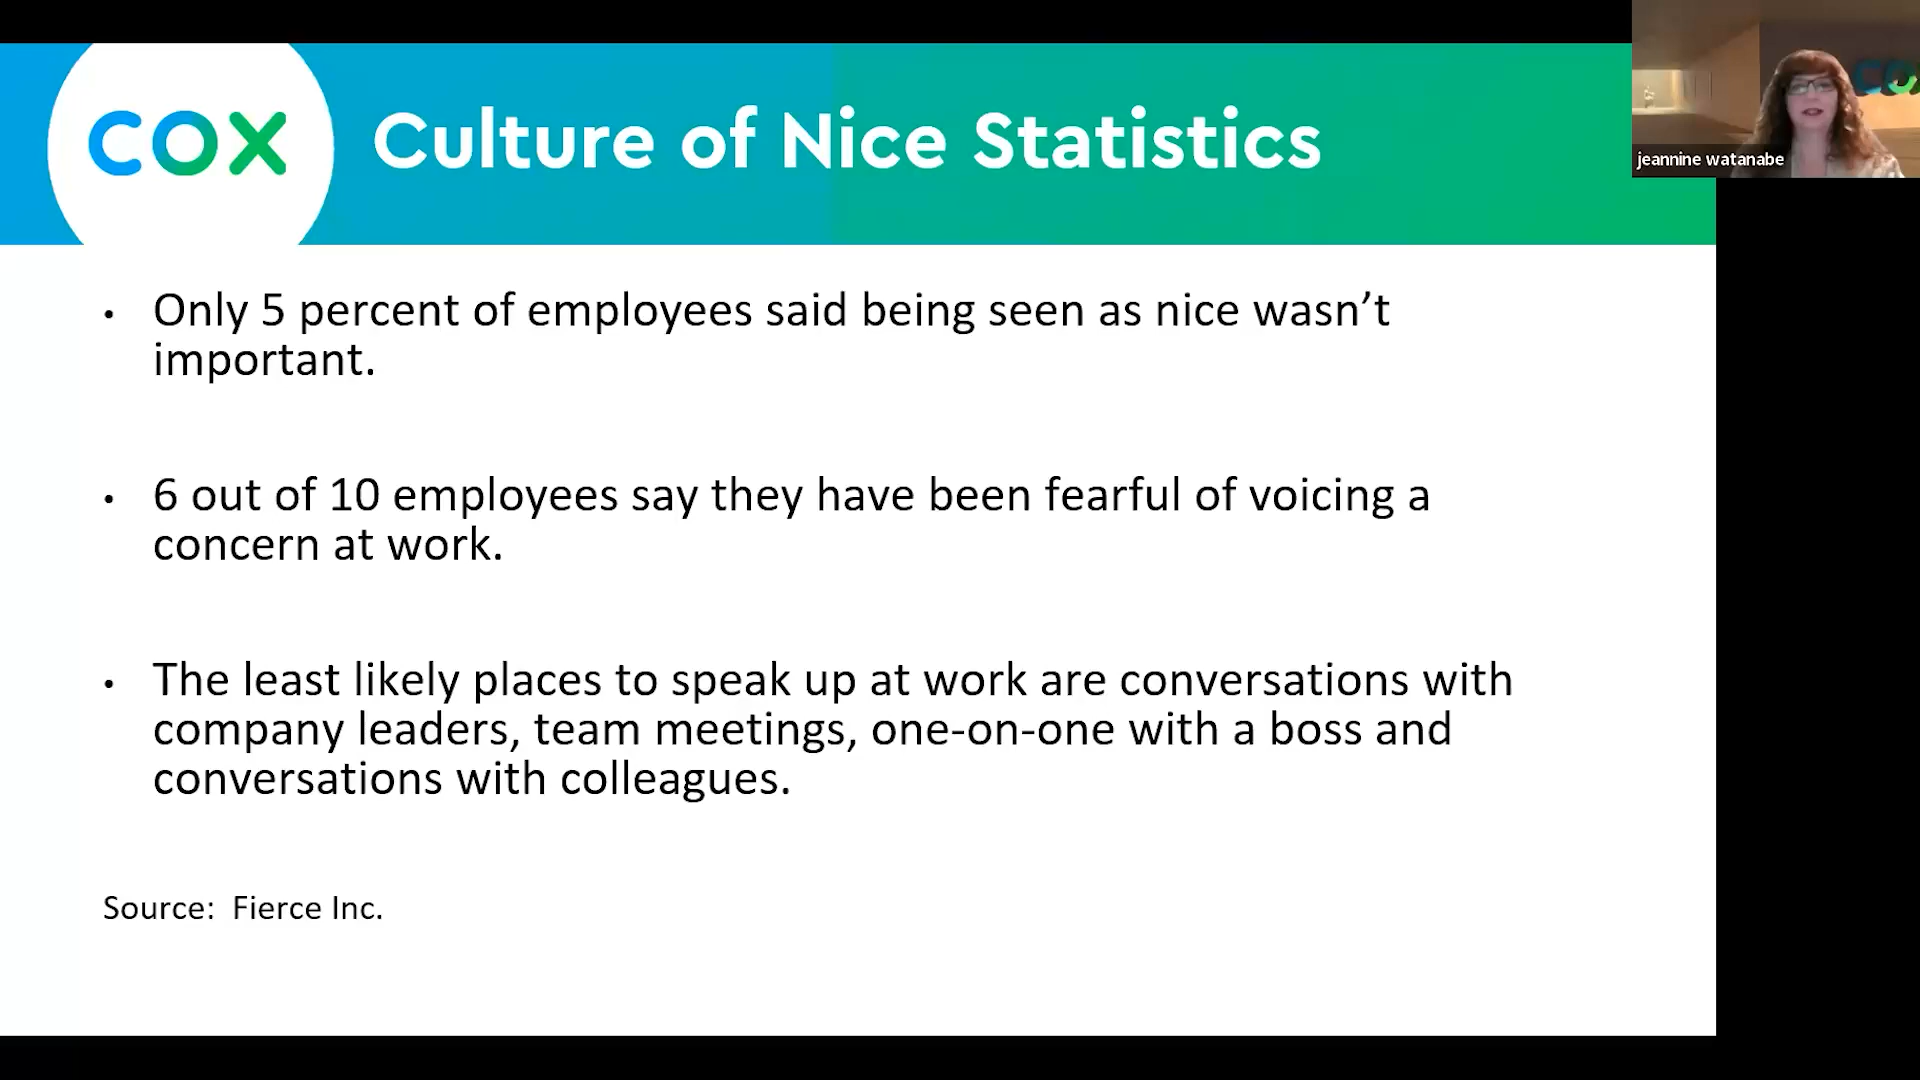 COX
Culture of Nice Statistics
CO
jeannine watanabe
• Only 5 percent of employees said being seen as nice wasn’t
important.
• 6 out of 10 employees say they have been fearful of voicing a
concern at work.
• The least likely places to speak up at work are conversations with
company leaders, team meetings, one-on-one with a boss and
conversations with colleagues.
Source: Fierce Inc.